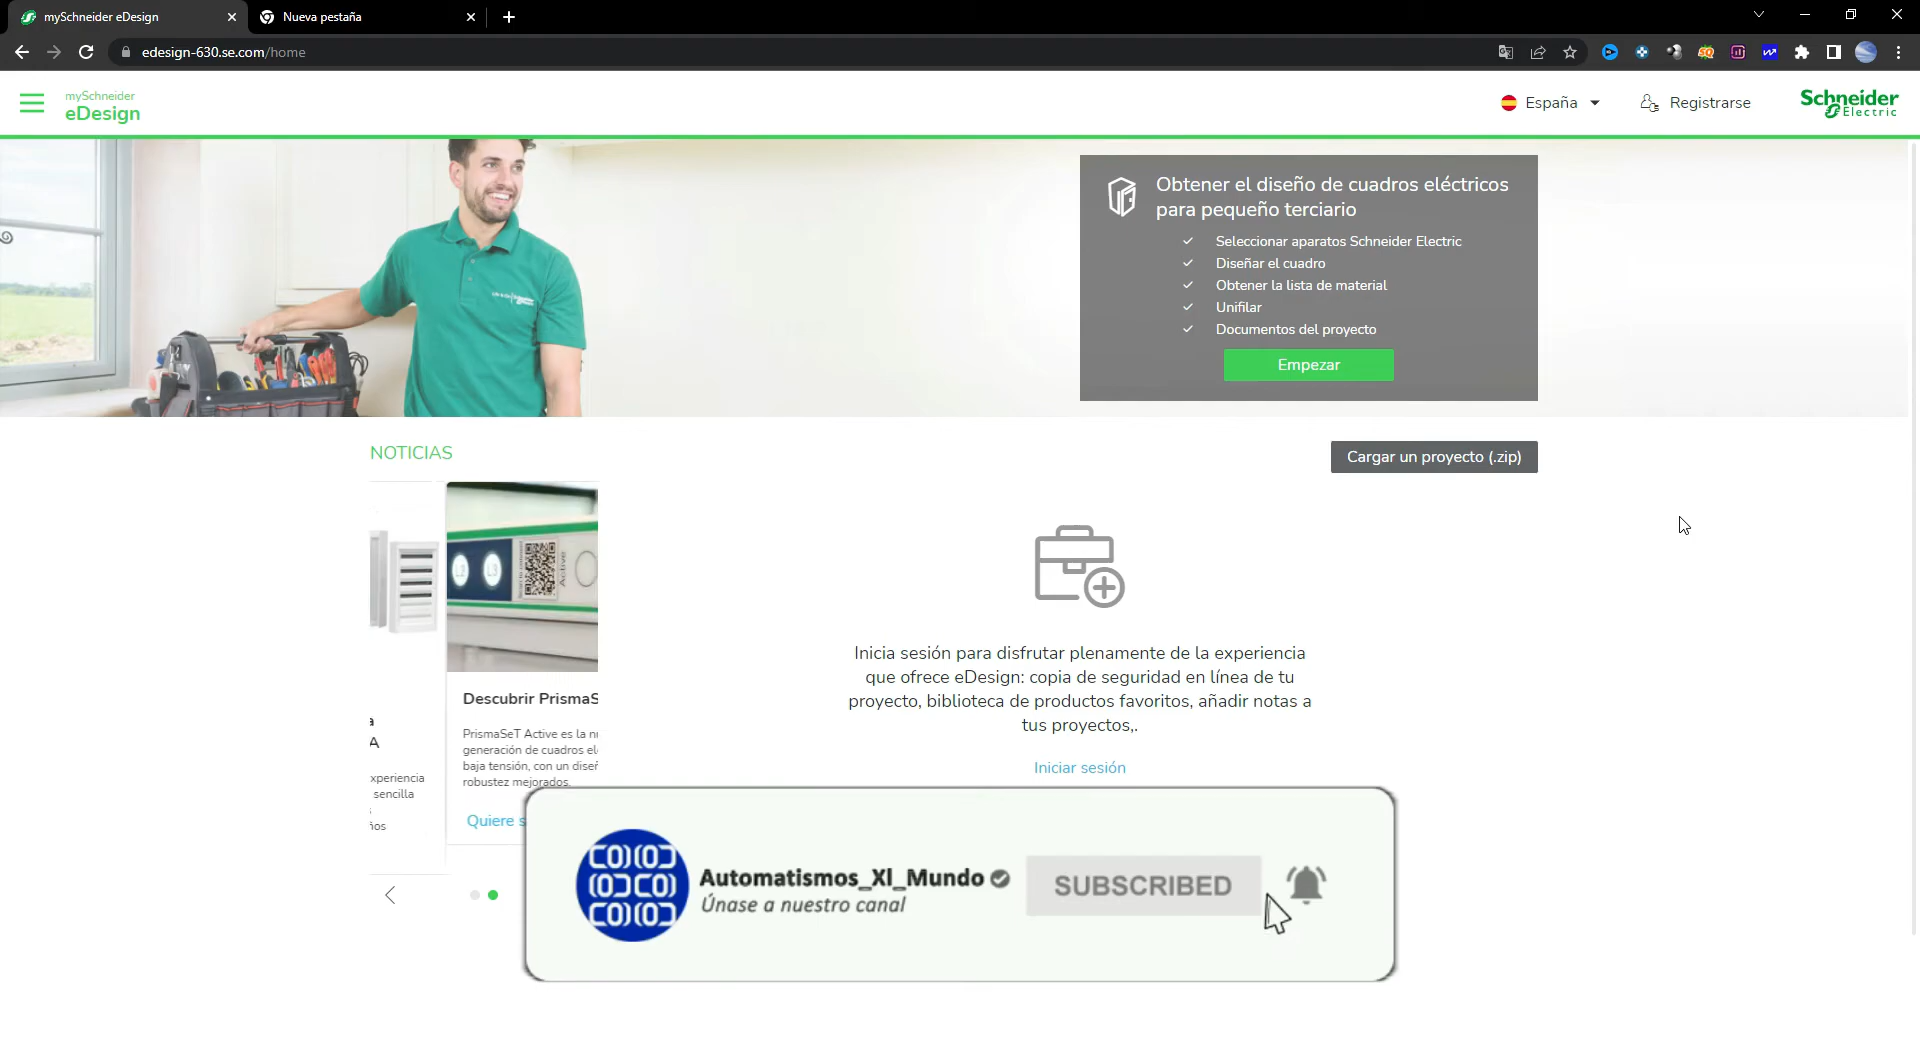 mySchneider eDesign
Nueva pestaña
edesign-630.se.com/home
mySchneider
eDesign
España
Registrarse
Schneider
Electric
Obtener el diseño de cuadros eléctricos
para pequeño terciario
Seleccionar aparatos Schneider Electric
Diseñar el cuadro
Obtener la lista de material
Unifilar
Documentos del proyecto
Empezar
NOTICIAS
Cargar un proyecto (.zip)
L2 L3
Active
a
A
xperiencia
sencilla
s
ños
Descubrir PrismaS
PrismaSeT Active es la
generación de cuadros el
baja tensión, con un diseñ
robustez mejorados.
Quiere s
Inicia sesión para disfrutar plenamente de la experiencia
que ofrece eDesign: copia de seguridad en línea de tu
proyecto, biblioteca de productos favoritos, añadir notas a
tus proyectos,.
Iniciar sesión
Automatismos_Xl_Mundo
Únase a nuestro canal
SUBSCRIBED